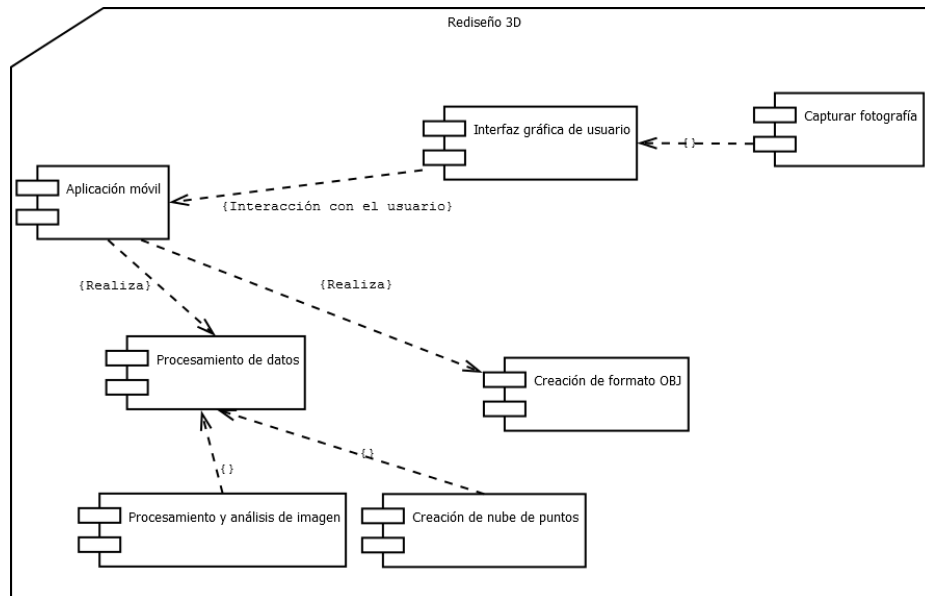 Rediseño 3D
Capturar fotografía
Interfaz gráfica de usuario
{}
Aplicación móvil
{Interacción con el usuario}
{Realiza}
{Realiza}
Procesamiento de datos
Creación de formato OBJ
{}
{}
Procesamiento y análisis de imagen
Creación de nube de puntos